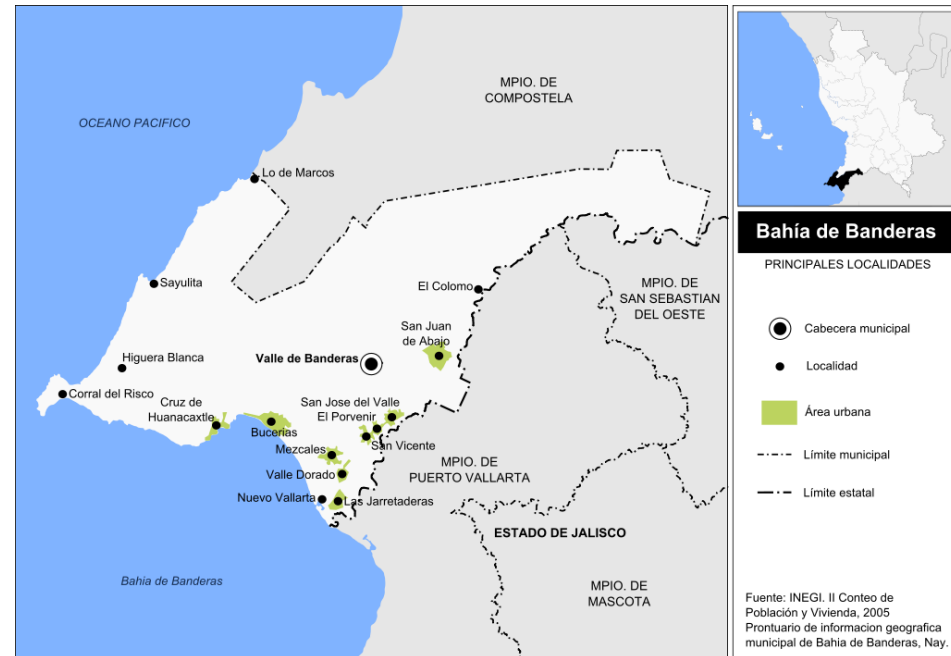 MPIO. DE
COMPOSTELA
OCEANO PACIFICO
Lo de Marcos
Sayulita
El Colomo
MPIO. DE
SAN SEBASTIAN
DEL OESTE
San Juan
de Abajo
Valle de Banderas
Higuera Blanca
Corral del Risco
Cruz de
Huanacaxtle
San Jose del Valle
El Porvenir
Bucerias
San Vicente
Mezcales
MPIO. DE
PUERTO VALLARTA
Valle Dorado
Nuevo Vallarta
Las Jarretaderas
ESTADO DE JALISCO
Bahia de Banderas
MPIO. DE
MASCOTA
Bahía de Banderas
PRINCIPALES LOCALIDADES
Cabecera municipal
Localidad
Área urbana
Límite municipal
Límite estatal
Fuente: INEGI. II Conteo de
Población y Vivienda, 2005
Prontuario de informacion geografica
municipal de Bahia de Banderas, Nay.